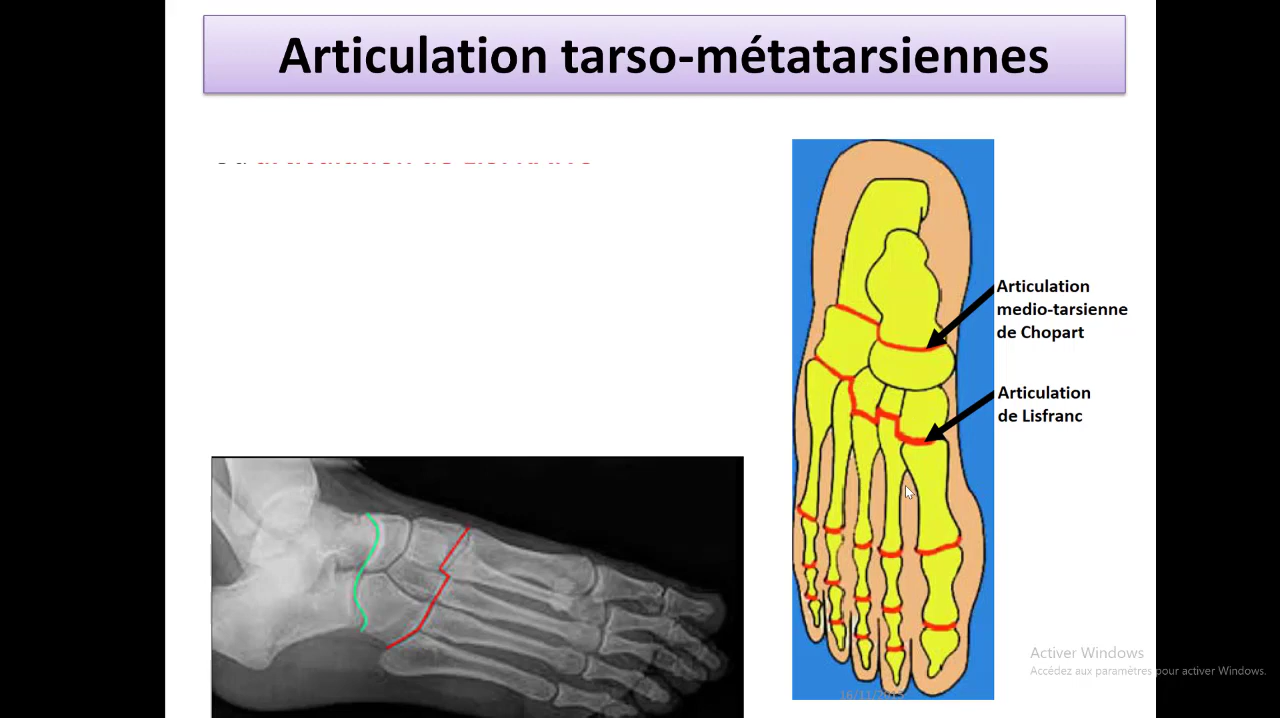 Articulation tarso-métatarsiennes
Articulation
medio-tarsienne
de Chopart
Articulation
de Lisfranc
Activer Windows
Accédez aux paramètres pour activer Windows.